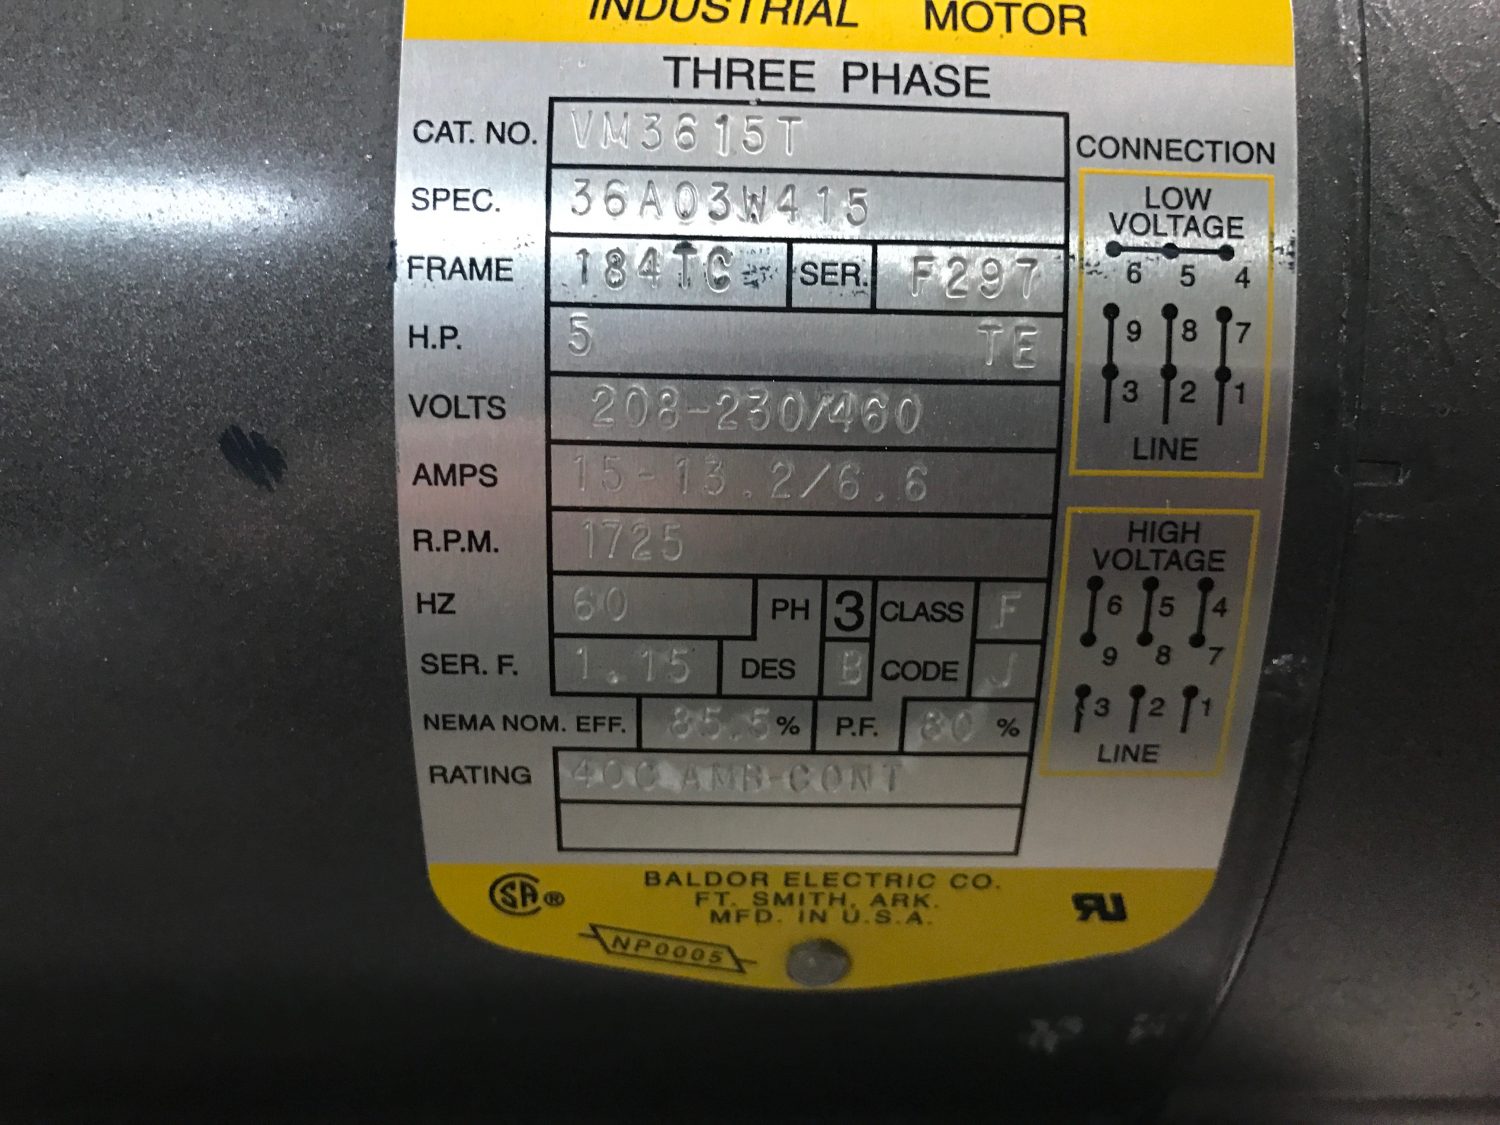 INDUSTRIAL MOTOR
THREE PHASE
CAT. NO. VM3615T
SPEC. 36A03W415
FRAME 184TC SER. F297
H.P. 5 TE
VOLTS 208-230/460
AMPS 15-13.2/6.6
R.P.M. 1725
HZ 60 PH 3 CLASS F
SER. F. 1.15 DES B CODE J
NEMA NOM. EFF. 85.5 % P.F. 80 %
RATING 40C AMB-CONT
CONNECTION
LOW
VOLTAGE
6 5 4
9 8 7
3 2 1
LINE
HIGH
VOLTAGE
6 5 4
9 8 7
3 2 1
LINE
SA ®
BALDOR ELECTRIC CO.
FT. SMITH, ARK.
MFD. IN U.S.A.
NP0005
RU